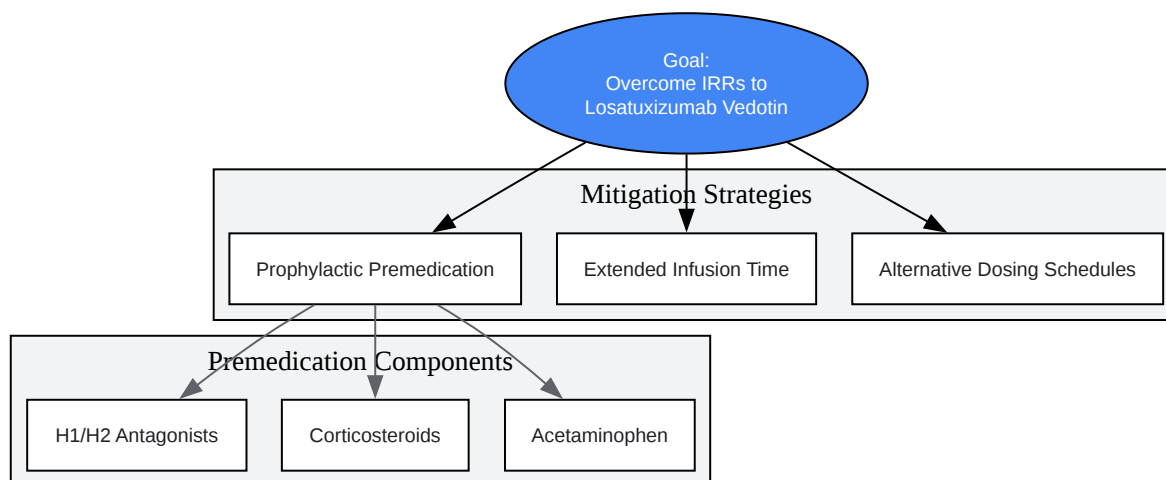 Goal:
Overcome IRRs to
Losatuxizumab Vedotin
Mitigation Strategies
Prophylactic Premedication
Extended Infusion Time
Alternative Dosing Schedules
Premedication Components
H1/H2 Antagonists
Corticosteroids
Acetaminophen